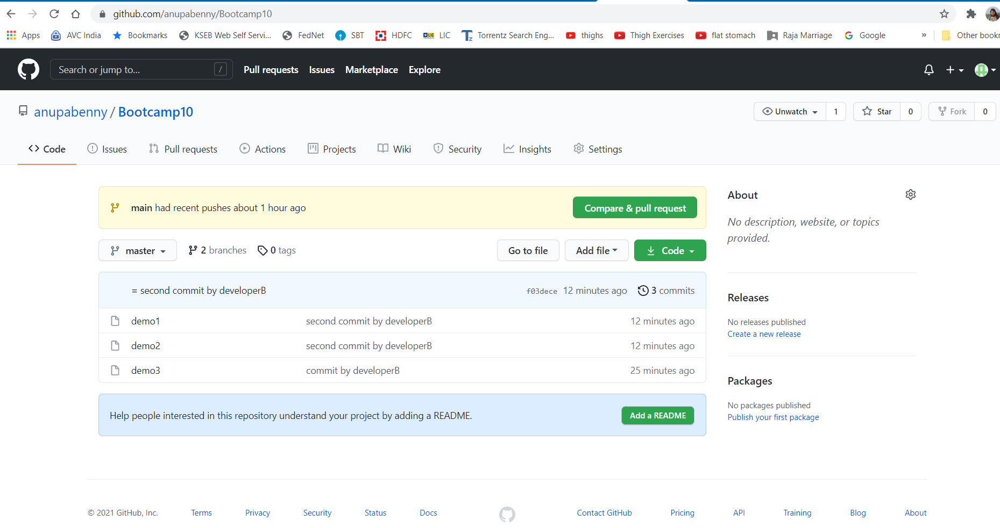 github.com/anupabenny/Bootcamp10
Apps AVC India Bookmarks KSEB Web Self Servi... FedNet SBT HDFC LIC Torrentz Search Eng... thighs Thigh Exercises flat stomach Raja Marriage Google » Other bookr
Search or jump to... / Pull requests Issues Marketplace Explore
anupabenny / Bootcamp10 Unwatch 1 Star 0 Fork 0
Code Issues Pull requests Actions Projects Wiki Security Insights Settings
main had recent pushes about 1 hour ago Compare & pull request
master 2 branches 0 tags Go to file Add file Code
= second commit by developerB f03dece 12 minutes ago 3 commits
demo1 second commit by developerB 12 minutes ago
demo2 second commit by developerB 12 minutes ago
demo3 commit by developerB 25 minutes ago
Help people interested in this repository understand your project by adding a README. Add a README
About
No description, website, or topics
provided.
Releases
No releases published
Create a new release
Packages
No packages published
Publish your first package
© 2021 GitHub, Inc. Terms Privacy Security Status Docs Contact GitHub Pricing API Training Blog About